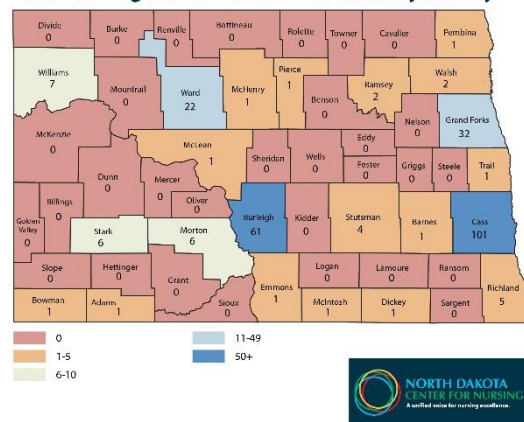 Divide
0
Burke
0
Renville
0
Bottineau
0
Rolette
0
Towner
0
Cavalier
0
Pembina
1
Williams
7
Mountrail
0
Ward
22
McHenry
1
Pierce
1
Benson
0
Ramsey
2
Walsh
2
Nelson
0
Grand Forks
32
McKenzie
0
McLean
1
Sheridan
0
Wells
0
Eddy
0
Foster
0
Griggs
0
Steele
0
Trail
1
Dunn
0
Mercer
0
Oliver
0
Billings
0
Golden
Valley
0
Stark
6
Morton
6
Burleigh
61
Kidder
0
Stutsman
4
Barnes
1
Cass
101
Slope
0
Hettinger
0
Grant
0
Sioux
0
Emmons
1
Logan
0
Lamoure
0
Ransom
0
Richland
5
Bowman
1
Adams
1
McIntosh
1
Dickey
1
Sargent
0
0
1-5
6-10
11-49
50+
NORTH DAKOTA
CENTER FOR NURSING
A unified voice for nursing excellence.